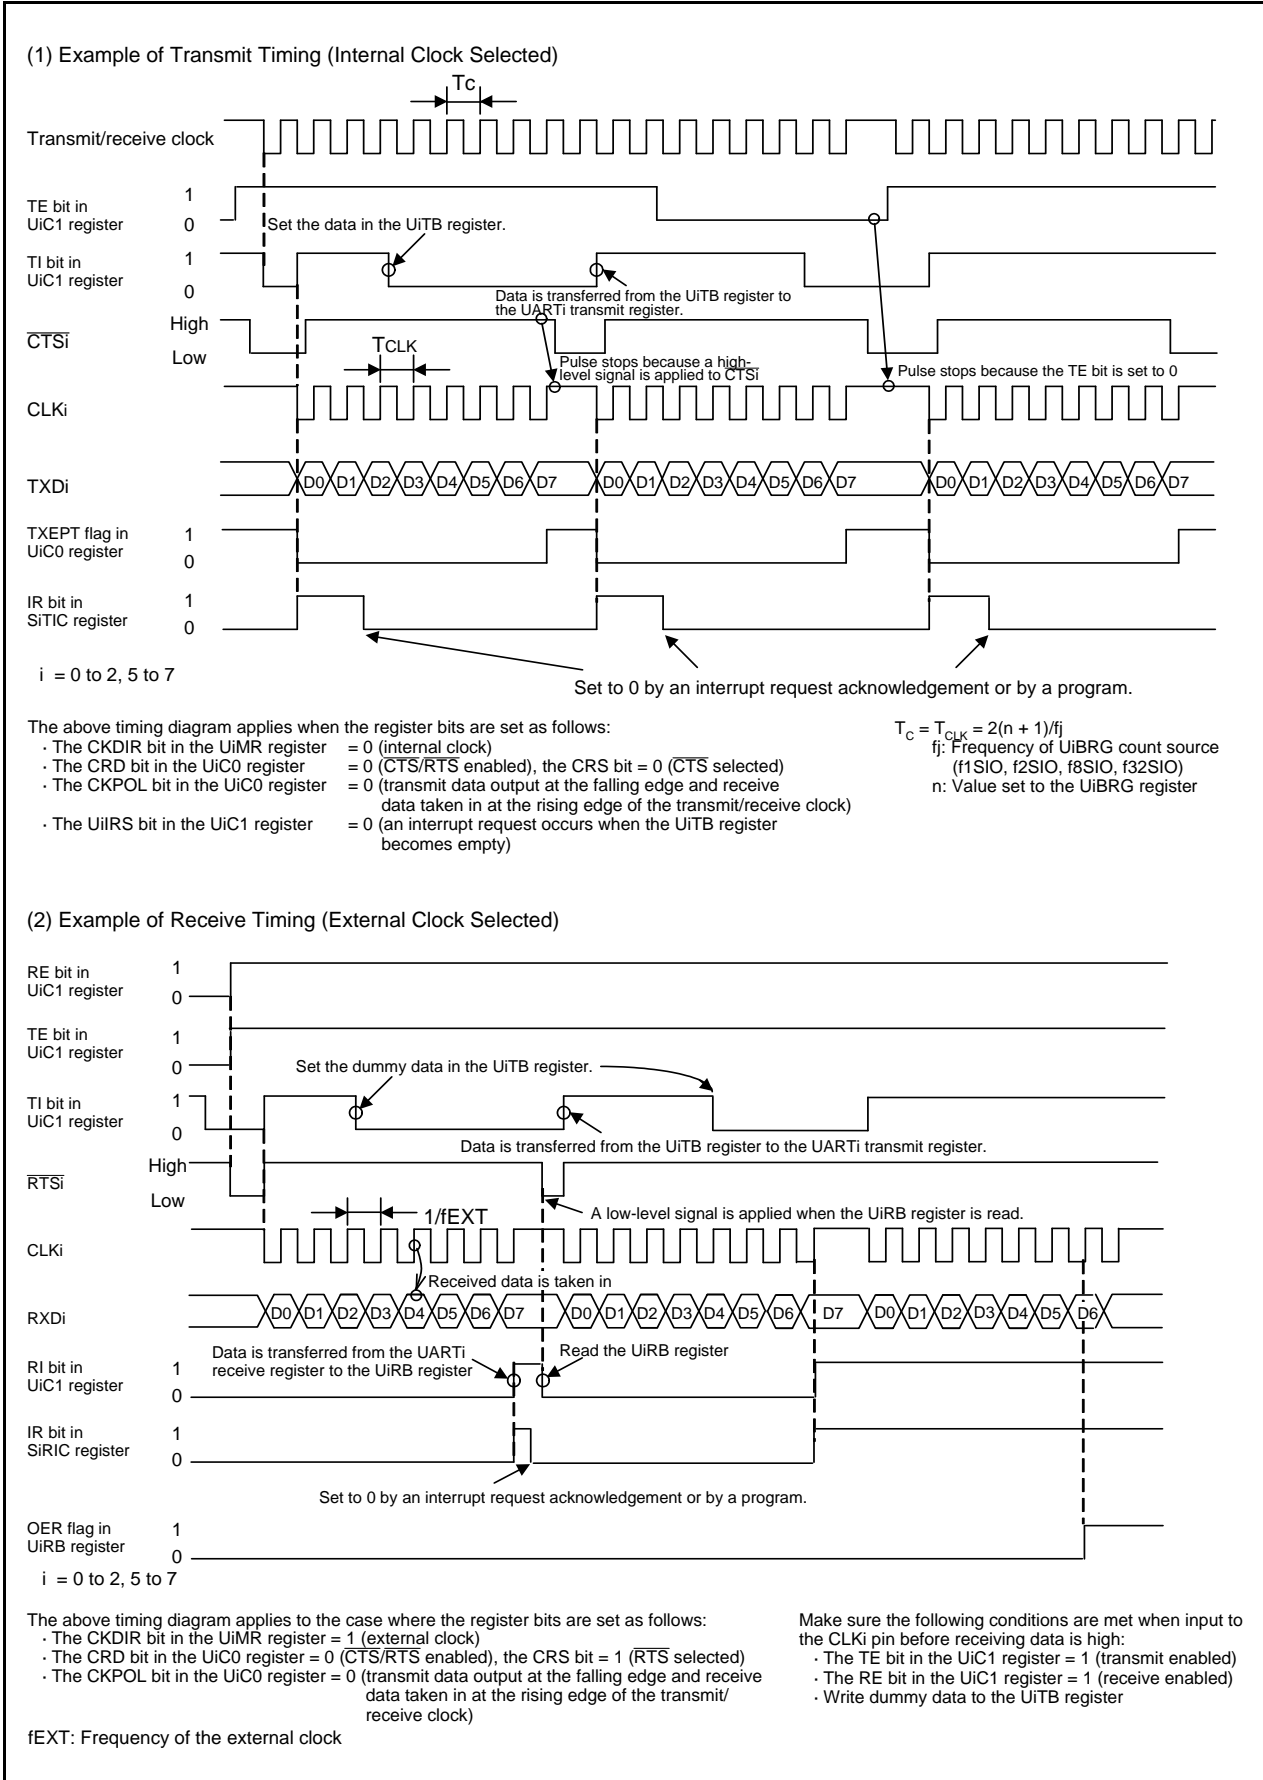 (1) Example of Transmit Timing (Internal Clock Selected)
Tc
Transmit/receive clock
TE bit in
UiC1 register
1
0
Set the data in the UiTB register.
TI bit in
UiC1 register
1
0
Data is transferred from the UiTB register to
the UARTi transmit register.
CTSi
High
Low
TCLK
Pulse stops because a high-
level signal is applied to CTSi
Pulse stops because the TE bit is set to 0
CLKi
TXDi
D0 D1 D2 D3 D4 D5 D6 D7 D0 D1 D2 D3 D4 D5 D6 D7 D0 D1 D2 D3 D4 D5 D6 D7
TXEPT flag in
UiC0 register
1
0
IR bit in
SiTIC register
1
0
i = 0 to 2, 5 to 7
Set to 0 by an interrupt request acknowledgement or by a program.
The above timing diagram applies when the register bits are set as follows:
· The CKDIR bit in the UiMR register = 0 (internal clock)
· The CRD bit in the UiC0 register = 0 (CTS/RTS enabled), the CRS bit = 0 (CTS selected)
· The CKPOL bit in the UiC0 register = 0 (transmit data output at the falling edge and receive
data taken in at the rising edge of the transmit/receive clock)
· The UiIRS bit in the UiC1 register = 0 (an interrupt request occurs when the UiTB register
becomes empty)
TC = TCLK = 2(n + 1)/fj
fj: Frequency of UiBRG count source
(f1SIO, f2SIO, f8SIO, f32SIO)
n: Value set to the UiBRG register
(2) Example of Receive Timing (External Clock Selected)
RE bit in
UiC1 register
1
0
TE bit in
UiC1 register
1
0
Set the dummy data in the UiTB register.
TI bit in
UiC1 register
1
0
Data is transferred from the UiTB register to the UARTi transmit register.
RTSi
High
Low
1/fEXT
A low-level signal is applied when the UiRB register is read.
CLKi
Received data is taken in
RXDi
D0 D1 D2 D3 D4 D5 D6 D7 D0 D1 D2 D3 D4 D5 D6 D7 D0 D1 D2 D3 D4 D5 D6
Data is transferred from the UARTi
receive register to the UiRB register
Read the UiRB register
RI bit in
UiC1 register
1
0
IR bit in
SiRIC register
1
0
Set to 0 by an interrupt request acknowledgement or by a program.
OER flag in
UiRB register
1
0
i = 0 to 2, 5 to 7
The above timing diagram applies to the case where the register bits are set as follows:
· The CKDIR bit in the UiMR register = 1 (external clock)
· The CRD bit in the UiC0 register = 0 (CTS/RTS enabled), the CRS bit = 1 (RTS selected)
· The CKPOL bit in the UiC0 register = 0 (transmit data output at the falling edge and receive
data taken in at the rising edge of the transmit/
receive clock)
fEXT: Frequency of the external clock
Make sure the following conditions are met when input to
the CLKi pin before receiving data is high:
· The TE bit in the UiC1 register = 1 (transmit enabled)
· The RE bit in the UiC1 register = 1 (receive enabled)
· Write dummy data to the UiTB register